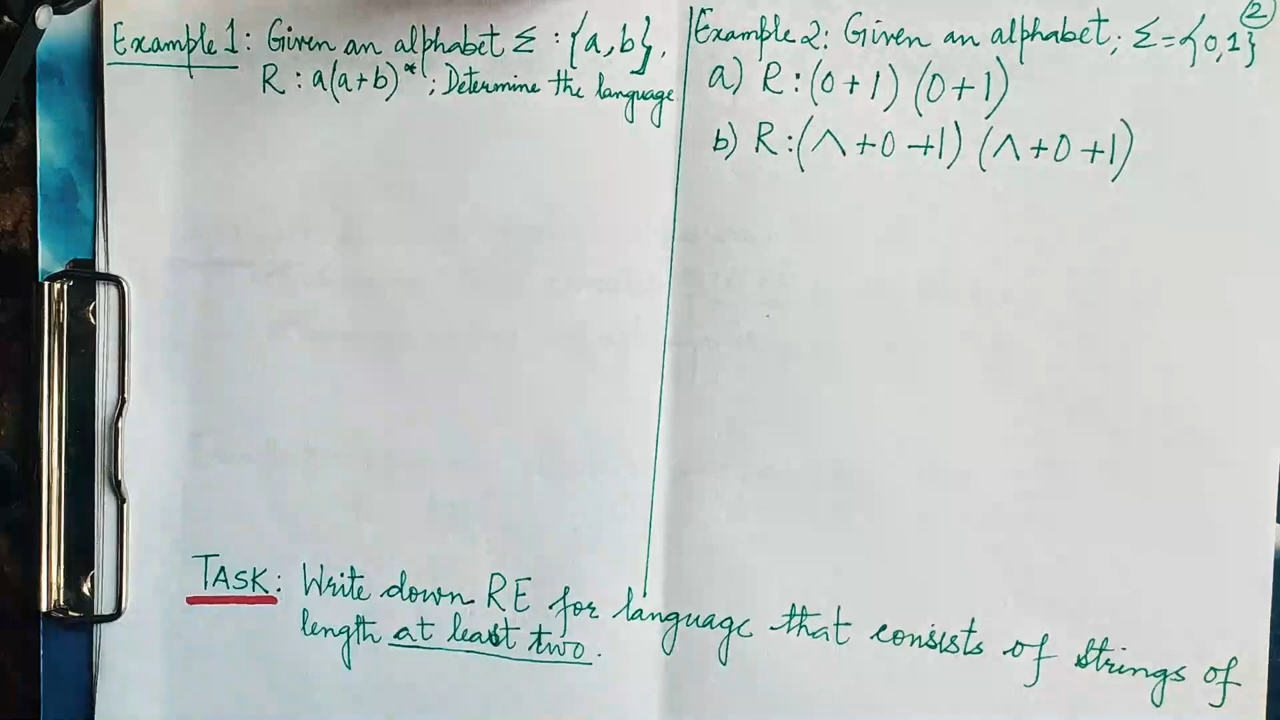 Example 1: Given an alphabet Σ : {a,b},
R : a(a+b)* ; Determine the language
②
Example 2: Given an alphabet; Σ={0,1}
a) R:(0+1) (0+1)
b) R:(Λ+0+1) (Λ+0+1)
TASK: Write down RE for language that consists of strings of
length at least two.